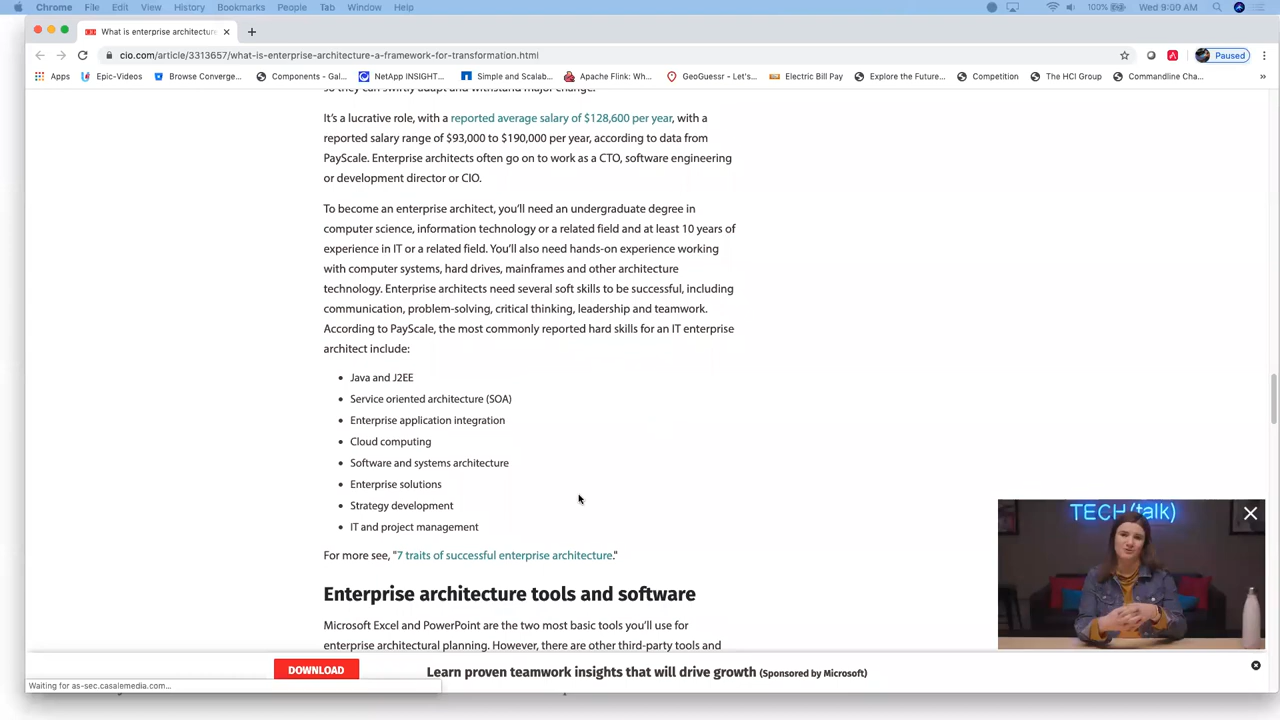 Chrome File Edit View History Bookmarks People Tab Window Help 100% Wed 9:00 AM
What is enterprise architecture
cio.com/article/3313657/what-is-enterprise-architecture-a-framework-for-transformation.html Paused
Apps Epic-Videos Browse Converge... Components - Gal... NetApp INSIGHT... Simple and Scalab... Apache Flink: Wh... GeoGuessr - Let's... Electric Bill Pay Explore the Future... Competition The HCI Group Commandline Cha... »
so they can swiftly adapt and withstand major change.
It's a lucrative role, with a reported average salary of $128,600 per year, with a
reported salary range of $93,000 to $190,000 per year, according to data from
PayScale. Enterprise architects often go on to work as a CTO, software engineering
or development director or CIO.
To become an enterprise architect, you'll need an undergraduate degree in
computer science, information technology or a related field and at least 10 years of
experience in IT or a related field. You'll also need hands-on experience working
with computer systems, hard drives, mainframes and other architecture
technology. Enterprise architects need several soft skills to be successful, including
communication, problem-solving, critical thinking, leadership and teamwork.
According to PayScale, the most commonly reported hard skills for an IT enterprise
architect include:
• Java and J2EE
• Service oriented architecture (SOA)
• Enterprise application integration
• Cloud computing
• Software and systems architecture
• Enterprise solutions
• Strategy development
• IT and project management
TECH(talk)
For more see, "7 traits of successful enterprise architecture."
Enterprise architecture tools and software
Microsoft Excel and PowerPoint are the two most basic tools you'll use for
enterprise architectural planning. However, there are other third-party tools and
DOWNLOAD Learn proven teamwork insights that will drive growth (Sponsored by Microsoft)
Waiting for as-sec.casalemedia.com...